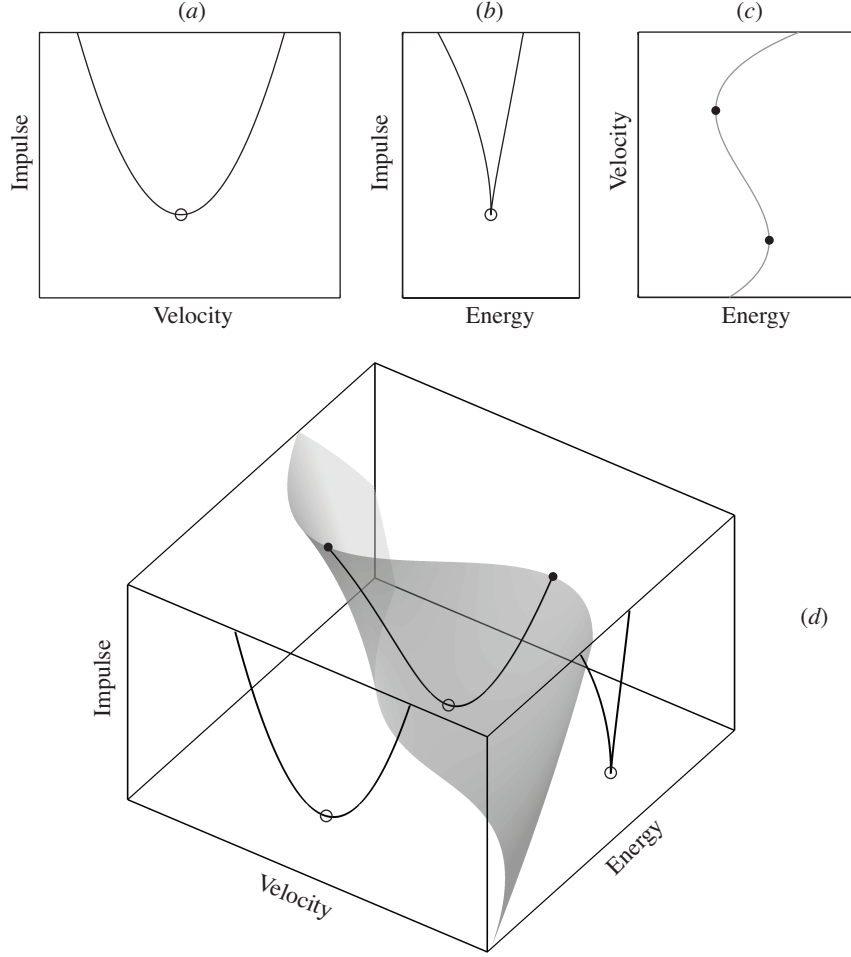 (a)
(b)
(c)
Impulse
Velocity
Impulse
Energy
Velocity
Energy
(d)
Impulse
Velocity
Energy